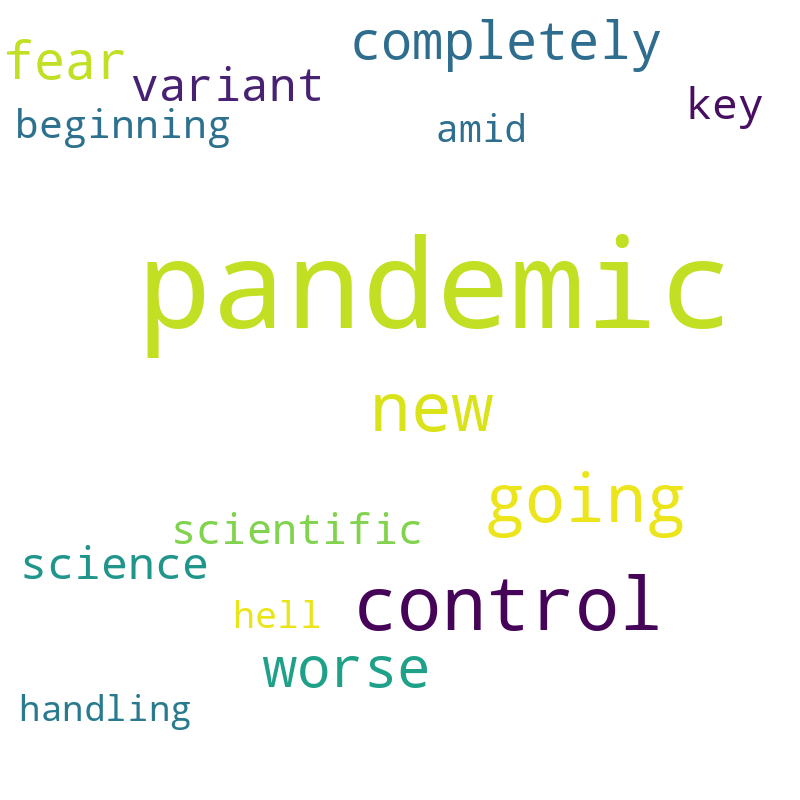 completely
fear
variant
key
beginning
amid
pandemic
new
going
scientific
science
control
hell
worse
handling